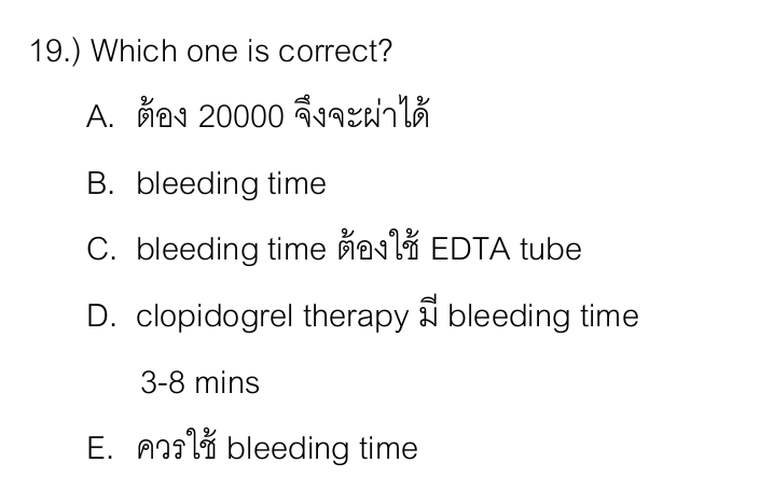 19.) Which one is correct?
A. ต้อง 20000 จึงจะผ่าได้
B. bleeding time
C. bleeding time ต้องใช้ EDTA tube
D. clopidogrel therapy มี bleeding time
3-8 mins
E. ควรใช้ bleeding time